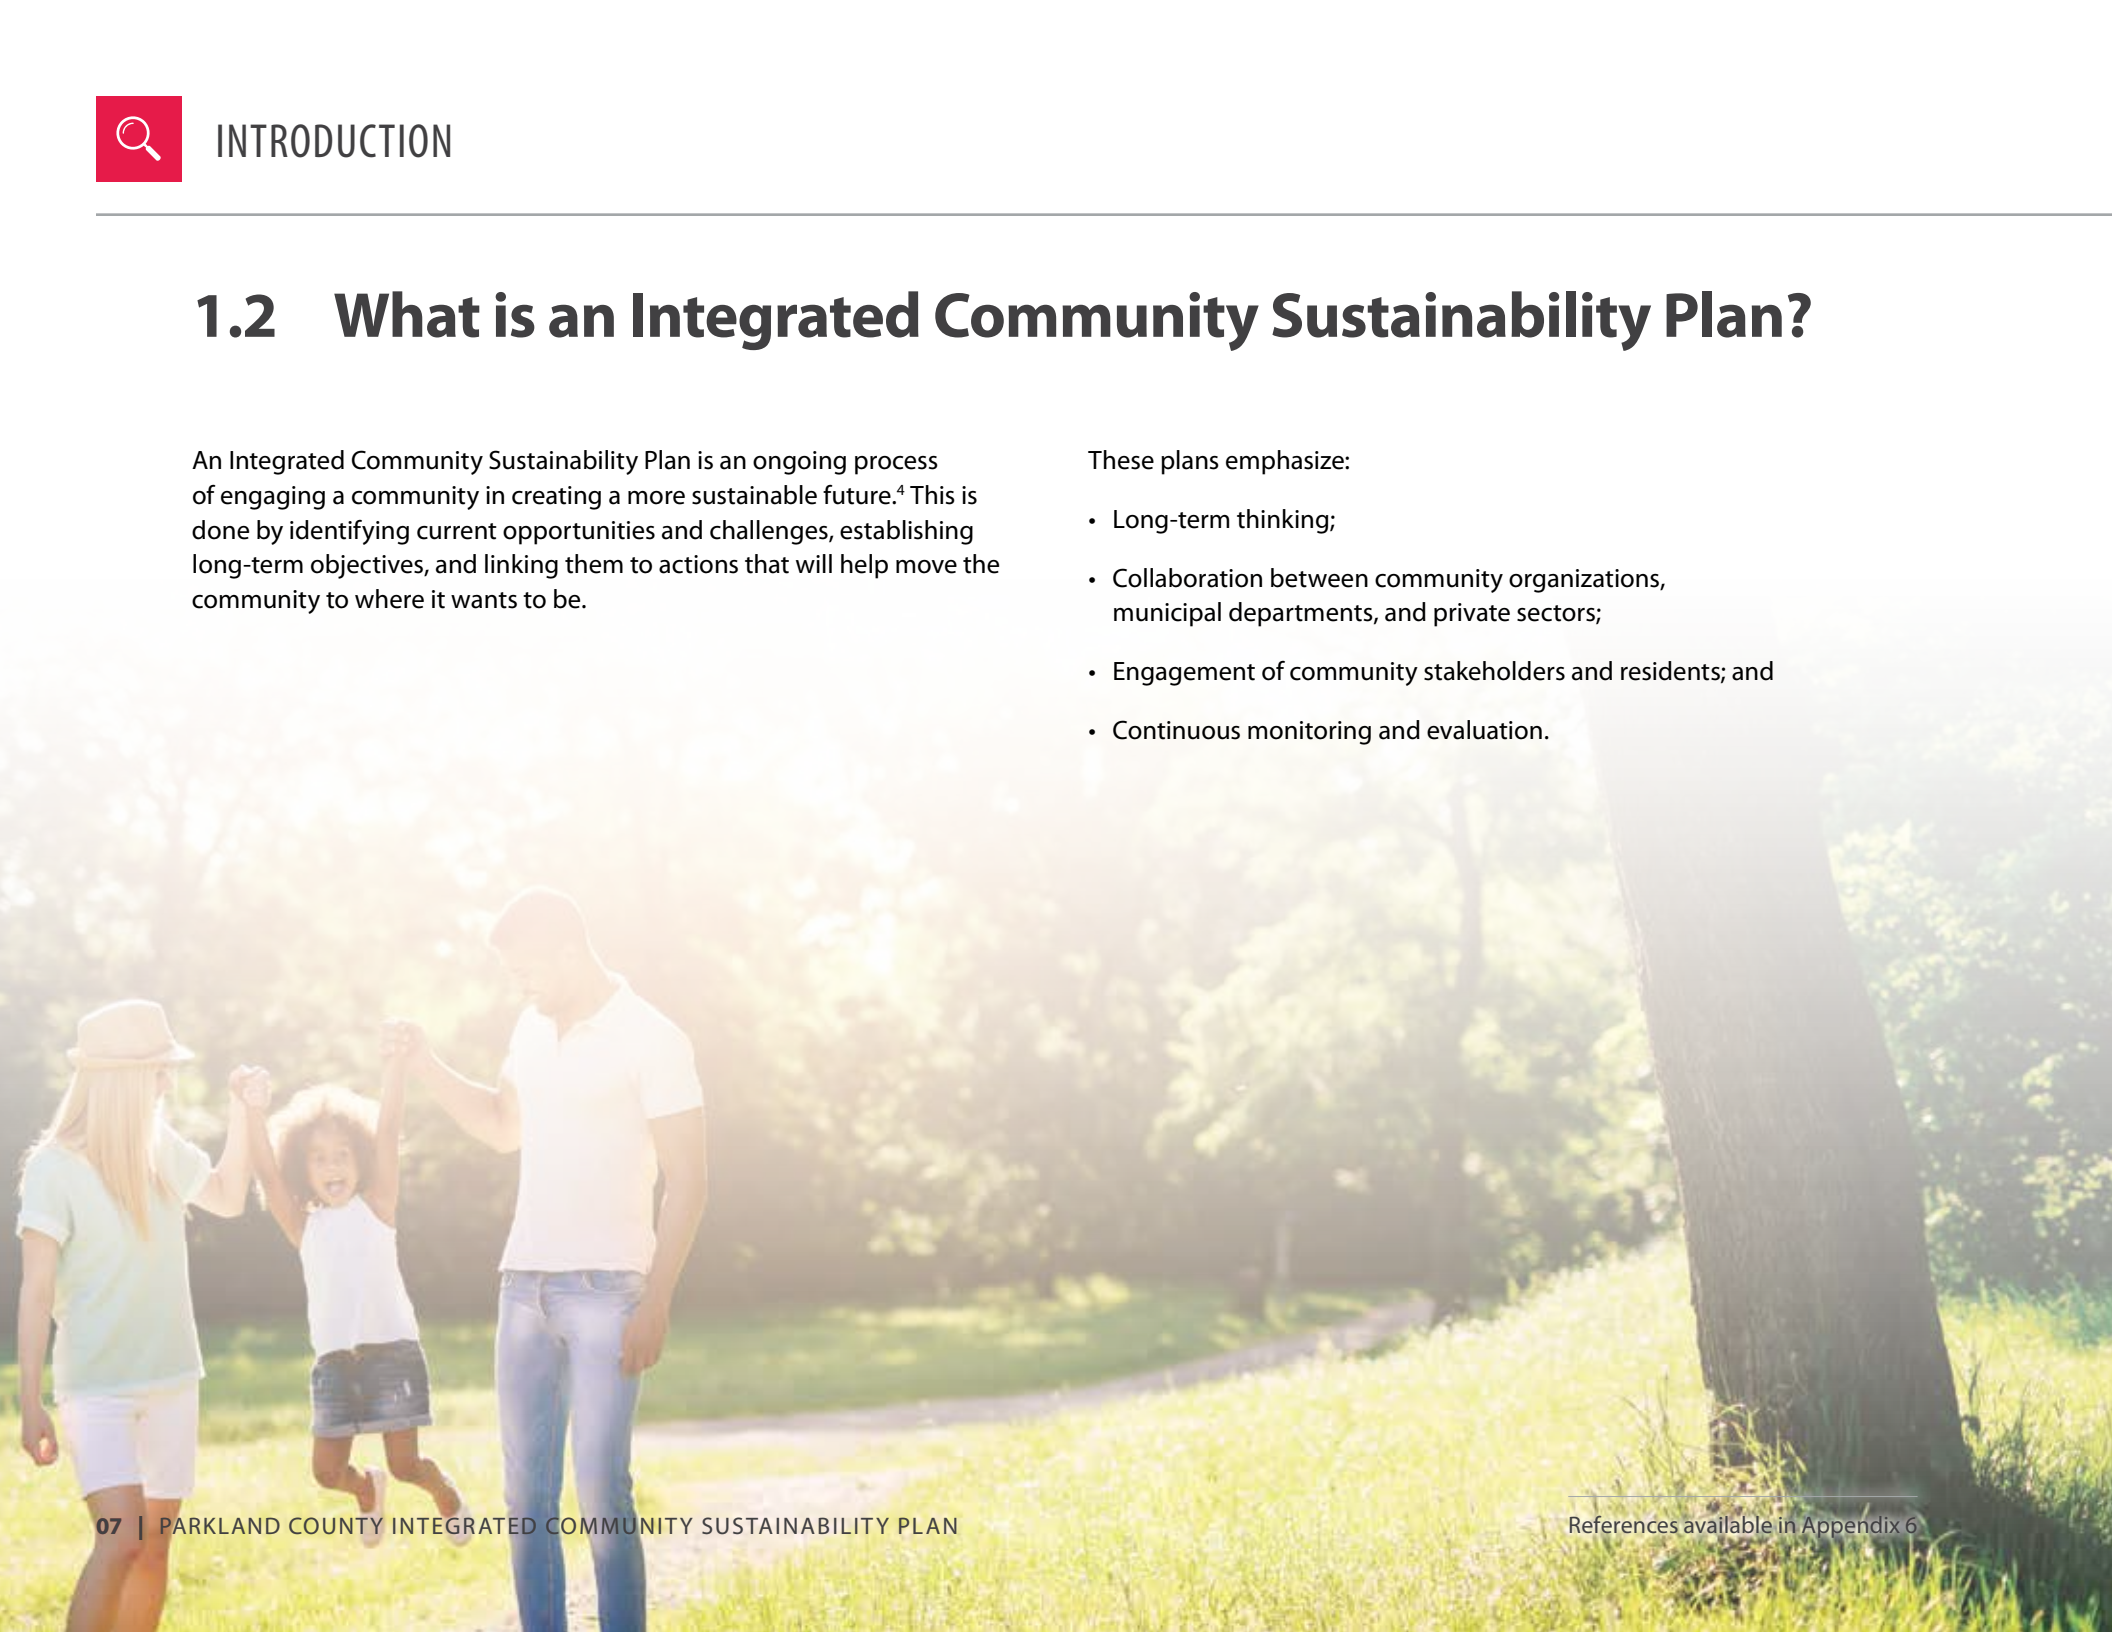 INTRODUCTION
1.2 What is an Integrated Community Sustainability Plan?
An Integrated Community Sustainability Plan is an ongoing process
of engaging a community in creating a more sustainable future.⁴ This is
done by identifying current opportunities and challenges, establishing
long-term objectives, and linking them to actions that will help move the
community to where it wants to be.
These plans emphasize:
• Long-term thinking;
• Collaboration between community organizations,
municipal departments, and private sectors;
• Engagement of community stakeholders and residents; and
• Continuous monitoring and evaluation.
07 | PARKLAND COUNTY INTEGRATED COMMUNITY SUSTAINABILITY PLAN
References available in Appendix 6